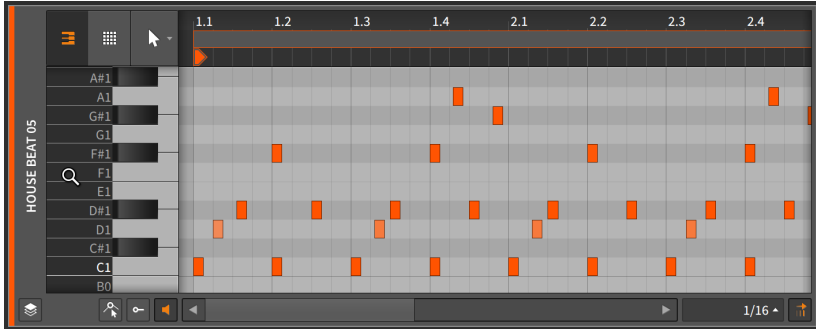 1.1 1.2 1.3 1.4 2.1 2.2 2.3 2.4
A#1
A1
G#1
G1
F#1
F1
E1
D#1
D1
C#1
C1
B0
HOUSE BEAT 05
1/16